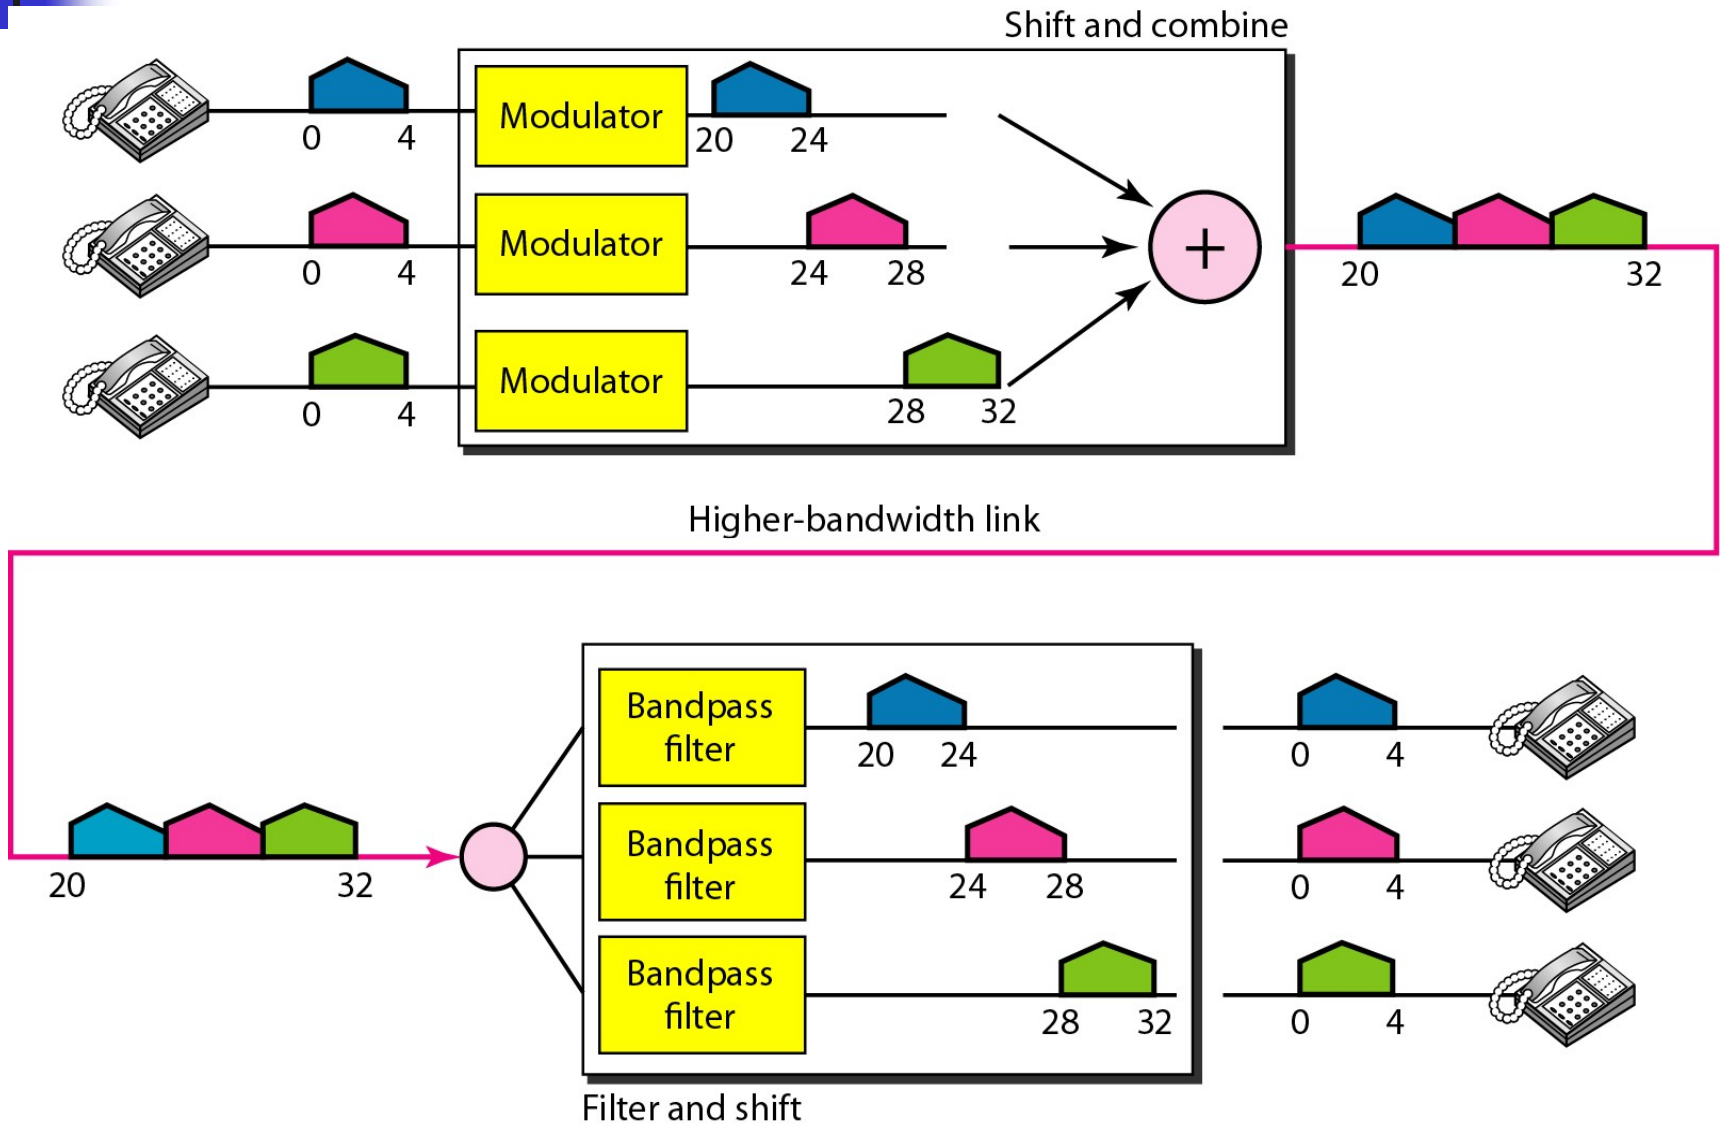 Shift and combine
Modulator
0 4
20 24
Modulator
0 4
24 28
+
20 32
Modulator
0 4
28 32
Higher-bandwidth link
Bandpass
filter
20 24
0 4
20 32
Bandpass
filter
24 28
0 4
Bandpass
filter
28 32
0 4
Filter and shift